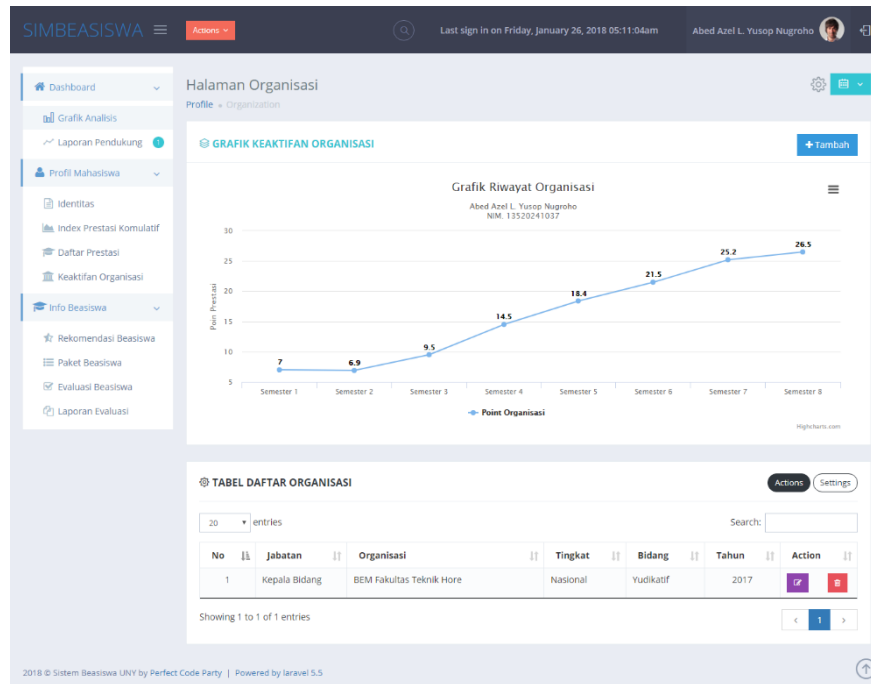 SIMBEASISWA Actions Last sign in on Friday, January 26, 2018 05:11:04am Abed Azel L. Yusop Nugroho
Dashboard
Grafik Analisis
Laporan Pendukung 1
Profil Mahasiswa
Identitas
Index Prestasi Komulatif
Daftar Prestasi
Keaktifan Organisasi
Info Beasiswa
Rekomendasi Beasiswa
Paket Beasiswa
Evaluasi Beasiswa
Laporan Evaluasi
Halaman Organisasi
Profile Organization
GRAFIK KEAKTIFAN ORGANISASI +Tambah
Grafik Riwayat Organisasi
Abed Azel L. Yusop Nugroho
NIM. 13520241037
Poin Prestasi
30
25
20
15
10
5
7 6.9 9.5 14.5 18.4 21.5 25.2 26.5
Semester 1 Semester 2 Semester 3 Semester 4 Semester 5 Semester 6 Semester 7 Semester 8
Point Organisasi
Highcharts.com
TABEL DAFTAR ORGANISASI Actions Settings
20 entries Search:
No Jabatan Organisasi Tingkat Bidang Tahun Action
1 Kepala Bidang BEM Fakultas Teknik Hore Nasional Yudikatif 2017
Showing 1 to 1 of 1 entries < 1 >
2018 © Sistem Beasiswa UNY by Perfect Code Party | Powered by laravel 5.5